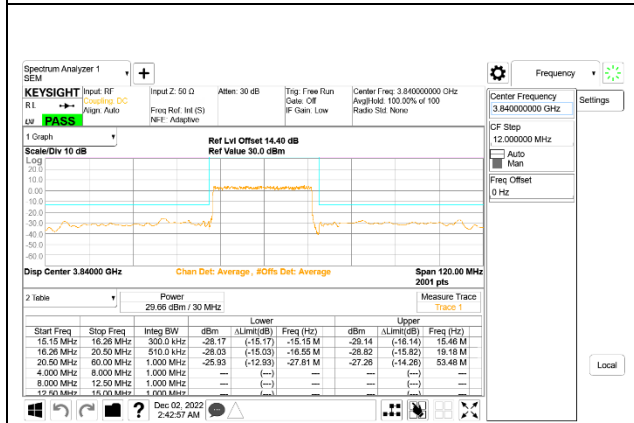 Spectrum Analyzer 1
SEM
Frequency
KEYSIGHT
Input: RF
Coupling: DC
Align: Auto
Input Z: 50 Ω
Freq Ref: Int (S)
NFE: Adaptive
Atten: 30 dB
Trig: Free Run
Gate: Off
IF Gain: Low
Center Freq: 3.840000000 GHz
Avg|Hold: 100.00% of 100
Radio Std: None
R L
PASS
Center Frequency
3.840000000 GHz
Settings
CF Step
12.000000 MHz
Auto
Man
Freq Offset
0 Hz
1 Graph
Scale/Div 10 dB
Ref Lvl Offset 14.40 dB
Ref Value 30.0 dBm
Log
20.0
10.0
0.00
-10.0
-20.0
-30.0
-40.0
-50.0
-60.0
Disp Center 3.84000 GHz
Chan Det: Average , #Offs Det: Average
Span 120.00 MHz
2001 pts
2 Table
Power
29.66 dBm / 30 MHz
Measure Trace
Trace 1
Lower
Upper
Start Freq Stop Freq Integ BW dBm ΔLimit(dB) Freq (Hz) dBm ΔLimit(dB) Freq (Hz)
15.15 MHz 16.26 MHz 300.0 kHz -28.17 (-15.17) -15.15 M -29.14 (-16.14) 15.46 M
16.26 MHz 20.50 MHz 510.0 kHz -28.03 (-15.03) -16.55 M -28.82 (-15.82) 19.18 M
20.50 MHz 60.00 MHz 1.000 MHz -25.93 (-12.93) -27.81 M -27.26 (-14.26) 53.48 M
4.000 MHz 8.000 MHz 1.000 MHz --- (---) --- (---)
8.000 MHz 12.50 MHz 1.000 MHz --- (---) --- (---)
12.50 MHz 15.00 MHz 1.000 MHz --- (---) --- (---)
Local
Dec 02, 2022
2:42:57 AM